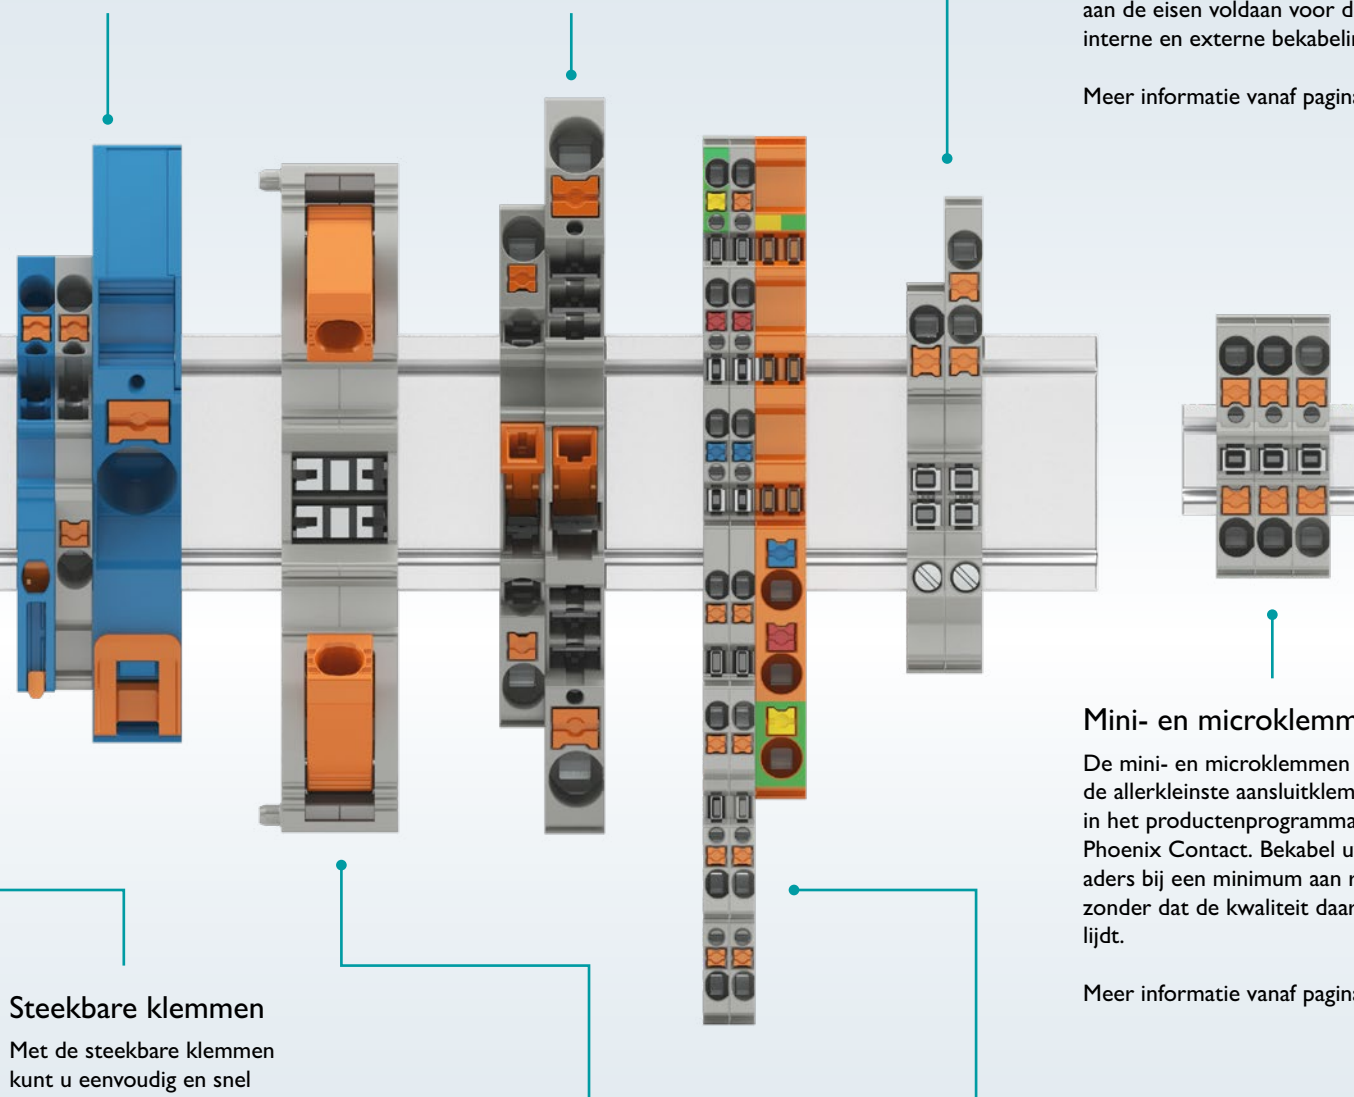 aan de eisen voldaan voor d
interne en externe bekabelin
Meer informatie vanaf pagina
Mini- en microklemm
De mini- en microklemmen
de allerkleinste aansluitklem
in het productenprogramma
Phoenix Contact. Bekabel u
aders bij een minimum aan r
zonder dat de kwaliteit daar
lijdt.
Meer informatie vanaf pagina
Steekbare klemmen
Met de steekbare klemmen
kunt u eenvoudig en snel